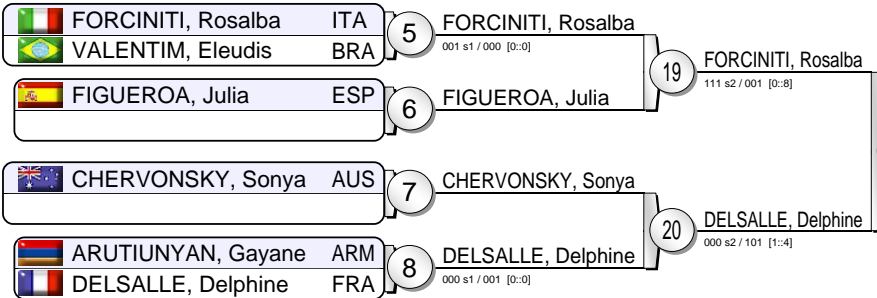 FORCINITI, Rosalba ITA
VALENTIM, Eleudis BRA
5
FORCINITI, Rosalba
001 s1 / 000 [0::0]
FIGUEROA, Julia ESP
6
FIGUEROA, Julia
19
FORCINITI, Rosalba
111 s2 / 001 [0::8]
CHERVONSKY, Sonya AUS
7
CHERVONSKY, Sonya
ARUTIUNYAN, Gayane ARM
DELSALLE, Delphine FRA
8
DELSALLE, Delphine
000 s1 / 001 [0::0]
20
DELSALLE, Delphine
000 s2 / 101 [1::4]